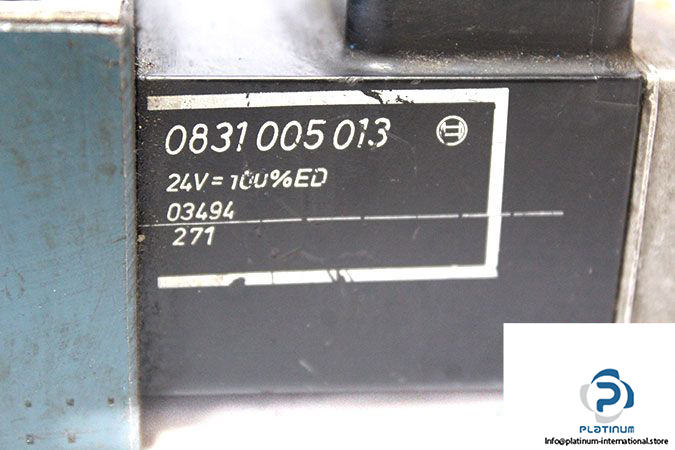 0831 005 013
24V= 100%ED
03494
271
PLATINUM
Info@platinum-international.store